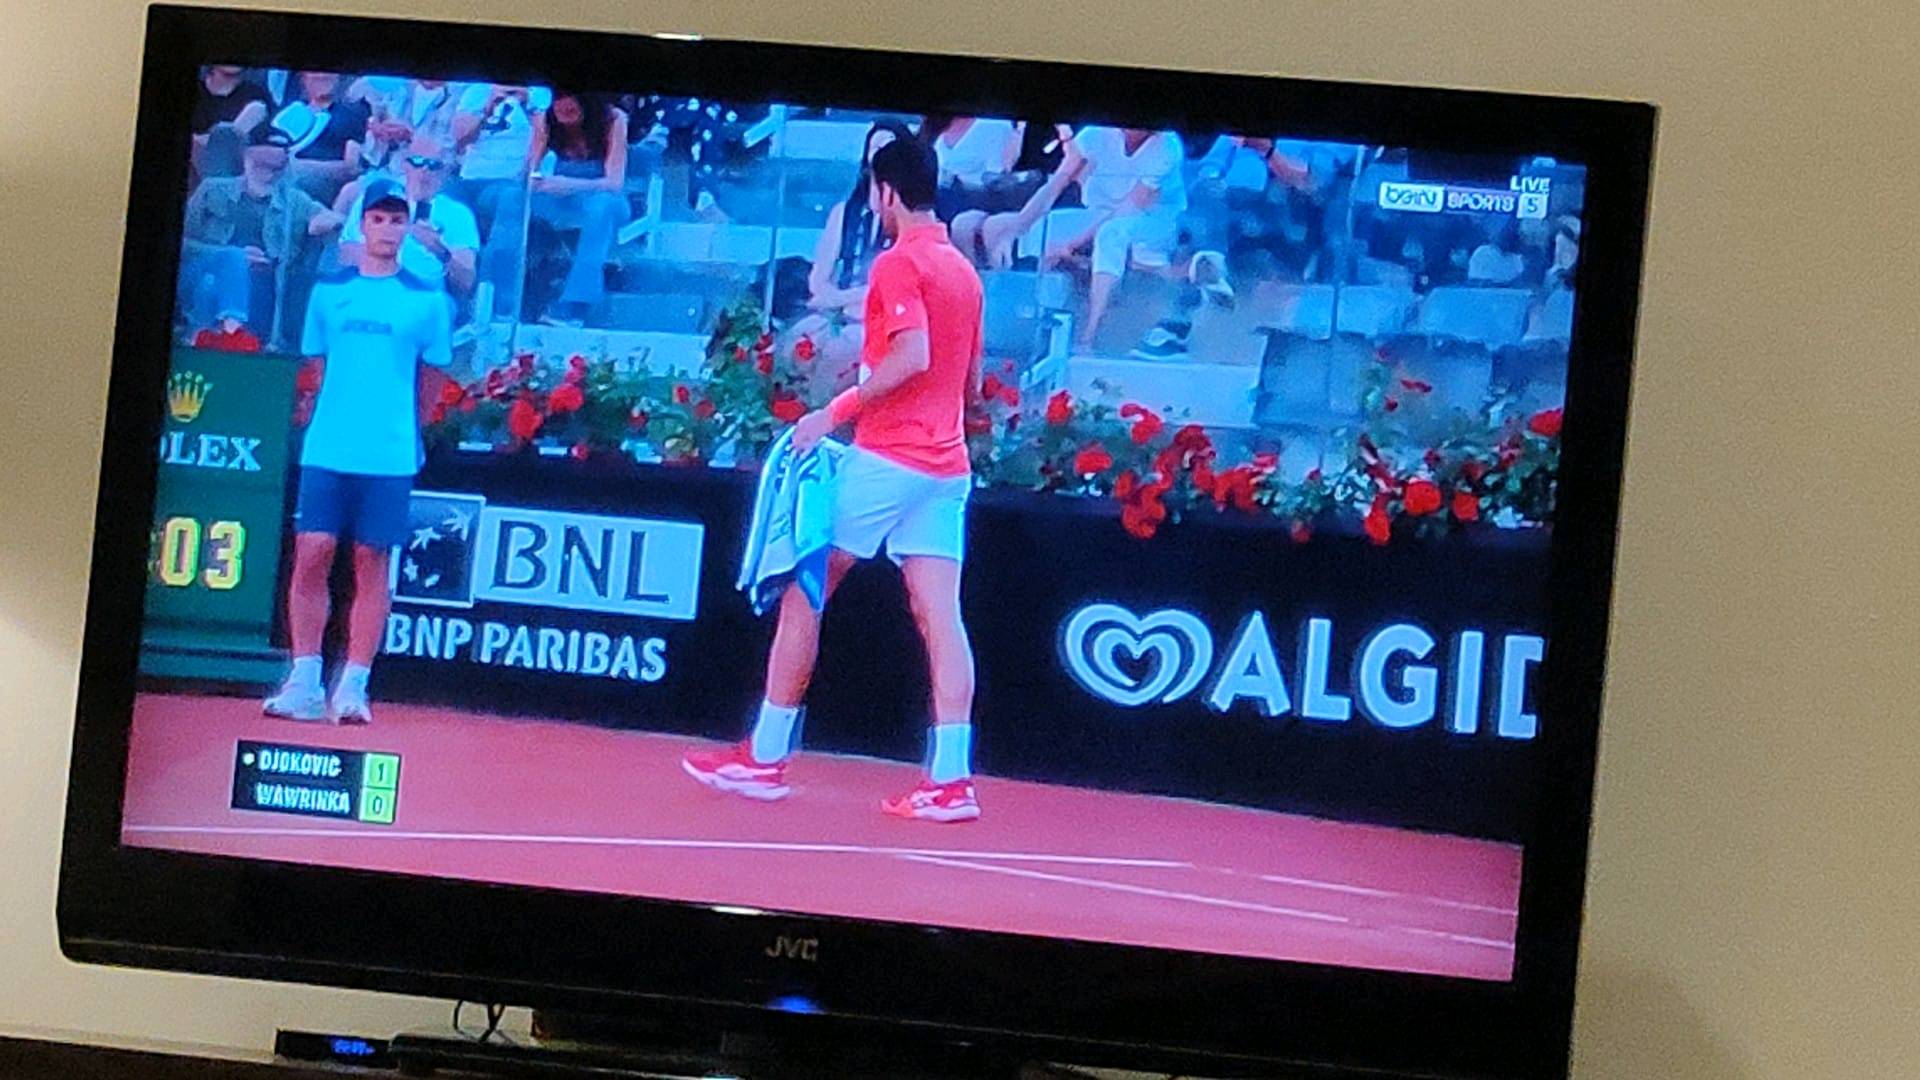 LIVE
beIN SPORTS 5
OLEX
03
BNL
BNP PARIBAS
ALGID
DJOKOVIC 1
WAWRINKA 0
JVC